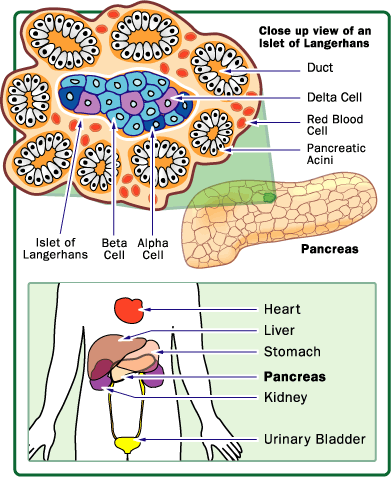 Close up view of an
Islet of Langerhans
Duct
Delta Cell
Red Blood
Cell
Pancreatic
Acini
Islet of
Langerhans
Beta
Cell
Alpha
Cell
Pancreas
Heart
Liver
Stomach
Pancreas
Kidney
Urinary Bladder